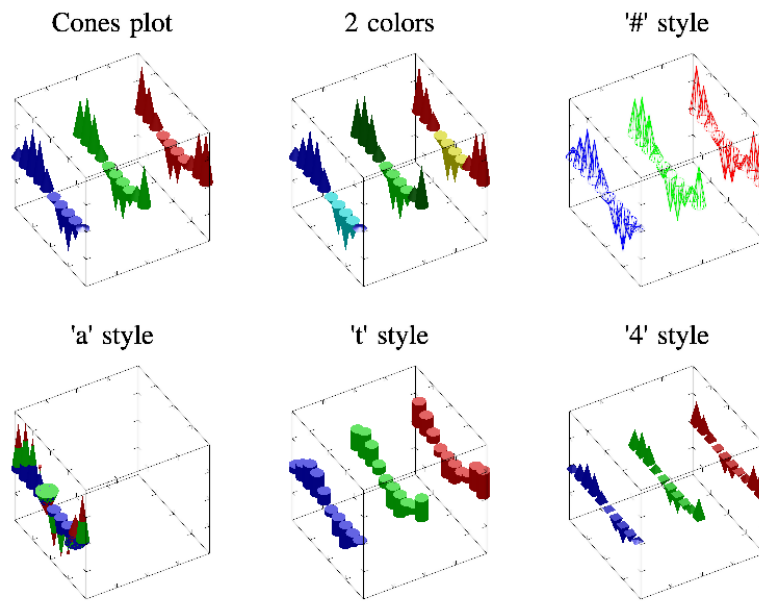 Cones plot
2 colors
'#' style
'a' style
't' style
'4' style